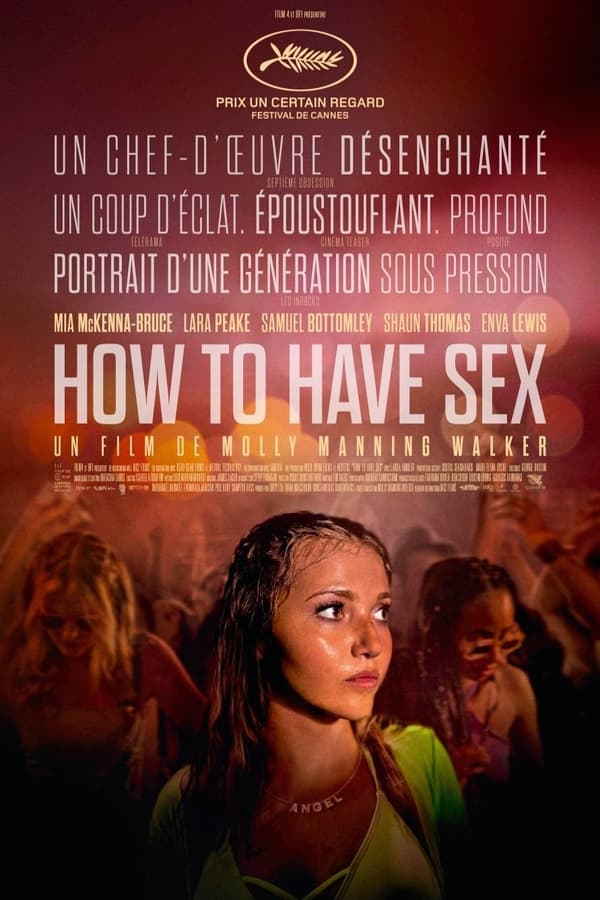 FILM 4 ET BFI PRÉSENTENT
PRIX UN CERTAIN REGARD
FESTIVAL DE CANNES
UN CHEF-D'ŒUVRE DÉSENCHANTÉ
SEPTIÈME OBSESSION
UN COUP D'ÉCLAT. ÉPOUSTOUFLANT. PROFOND
TÉLÉRAMA CINÉMA TEASER POSITIF
PORTRAIT D'UNE GÉNÉRATION SOUS PRESSION
LES INROCKS
MIA McKENNA-BRUCE LARA PEAKE SAMUEL BOTTOMLEY SHAUN THOMAS ENVA LEWIS
HOW TO HAVE SEX
UN FILM DE MOLLY MANNING WALKER
ANGEL